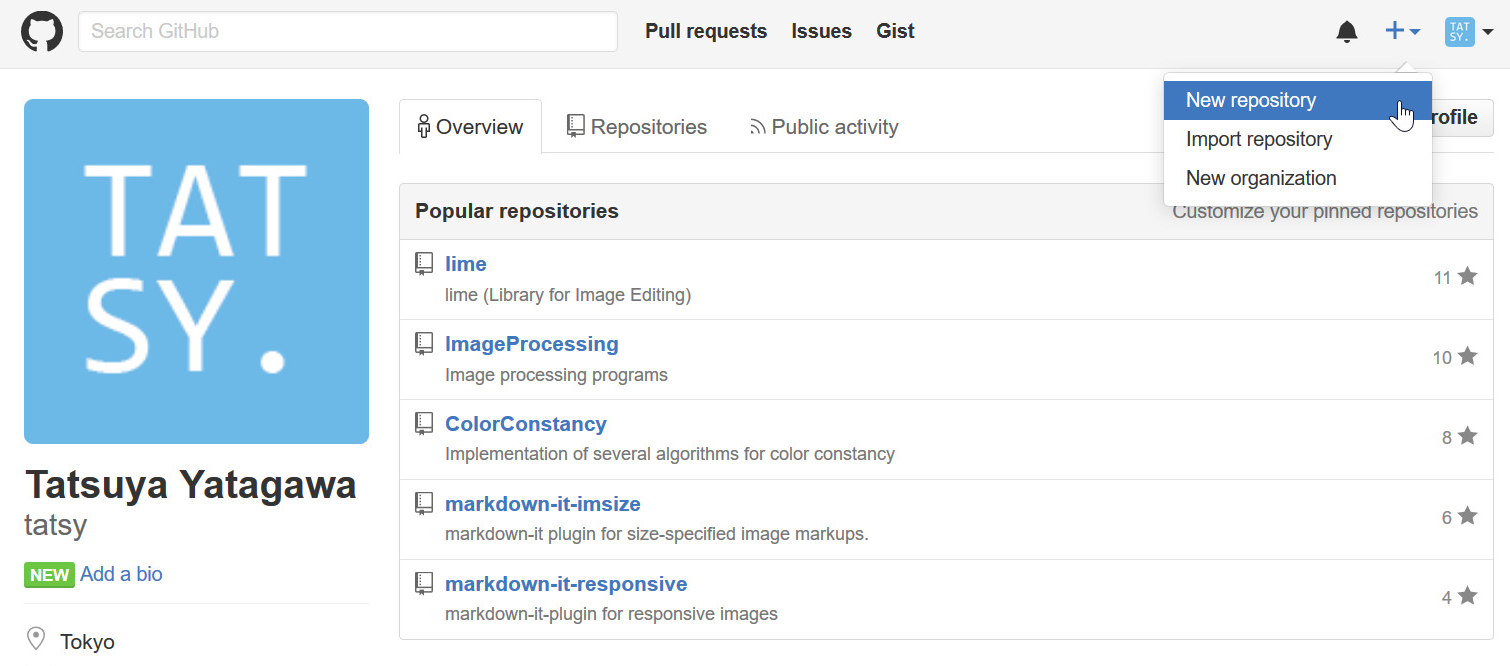 Search GitHub
Pull requests
Issues
Gist
TAT
SY.
New repository
Import repository
New organization
rofile
TAT
SY.
Overview
Repositories
Public activity
Popular repositories
Customize your pinned repositories
lime
lime (Library for Image Editing)
11
ImageProcessing
Image processing programs
10
ColorConstancy
Implementation of several algorithms for color constancy
8
markdown-it-imsize
markdown-it plugin for size-specified image markups.
6
markdown-it-responsive
markdown-it-plugin for responsive images
4
Tatsuya Yatagawa
tatsy
NEW Add a bio
Tokyo